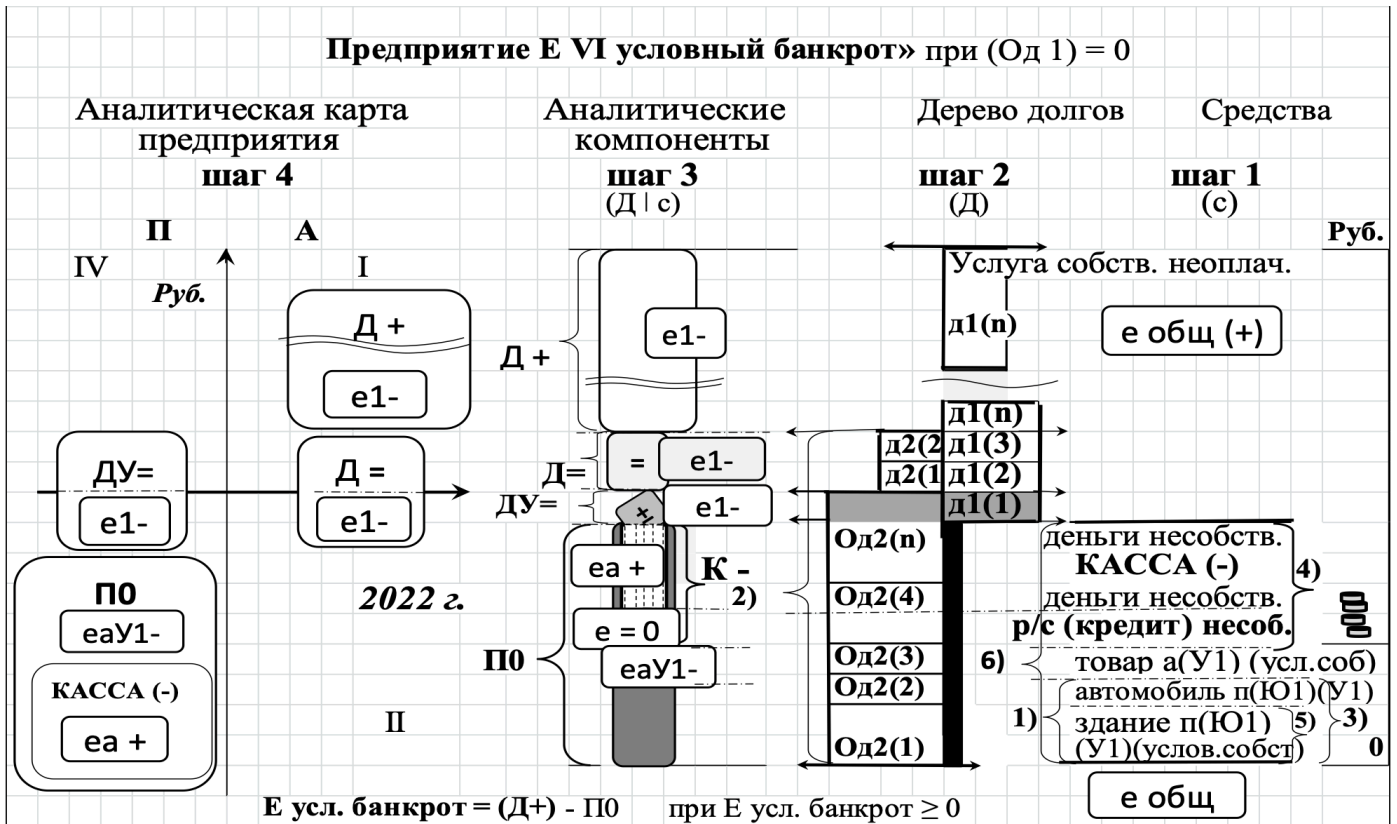 Предприятие Е VI условный банкрот» при (Од 1) = 0
Аналитическая карта предприятия
шаг 4
Аналитические компоненты
шаг 3
(Д | с)
Дерево долгов
шаг 2
(Д)
Средства
шаг 1
(с)
П
А
Руб.
IV
I
Руб.
Д +
е1-
ДУ=
е1-
Д =
е1-
П0
еаУ1-
КАССА (-)
еа +
2022 г.
II
Д +
е1-
Д=
=
е1-
ДУ=
е1-
еа +
К -
2)
е = 0
П0
еаУ1-
Услуга собств. неоплач.
д1(n)
е общ (+)
д1(n)
д2(2
д1(3)
д2(1
д1(2)
д1(1)
Од2(n)
Од2(4)
Од2(3)
Од2(2)
Од2(1)
деньги несобств.
КАССА (-)
4)
деньги несобств.
р/с (кредит) несоб.
6)
товар а(У1) (усл.соб)
автомобиль п(Ю1)(У1)
1)
здание п(Ю1)
5)
3)
(У1)(услов.собст)
0
е общ
Е усл. банкрот = (Д+) - П0 при Е усл. банкрот ≥ 0